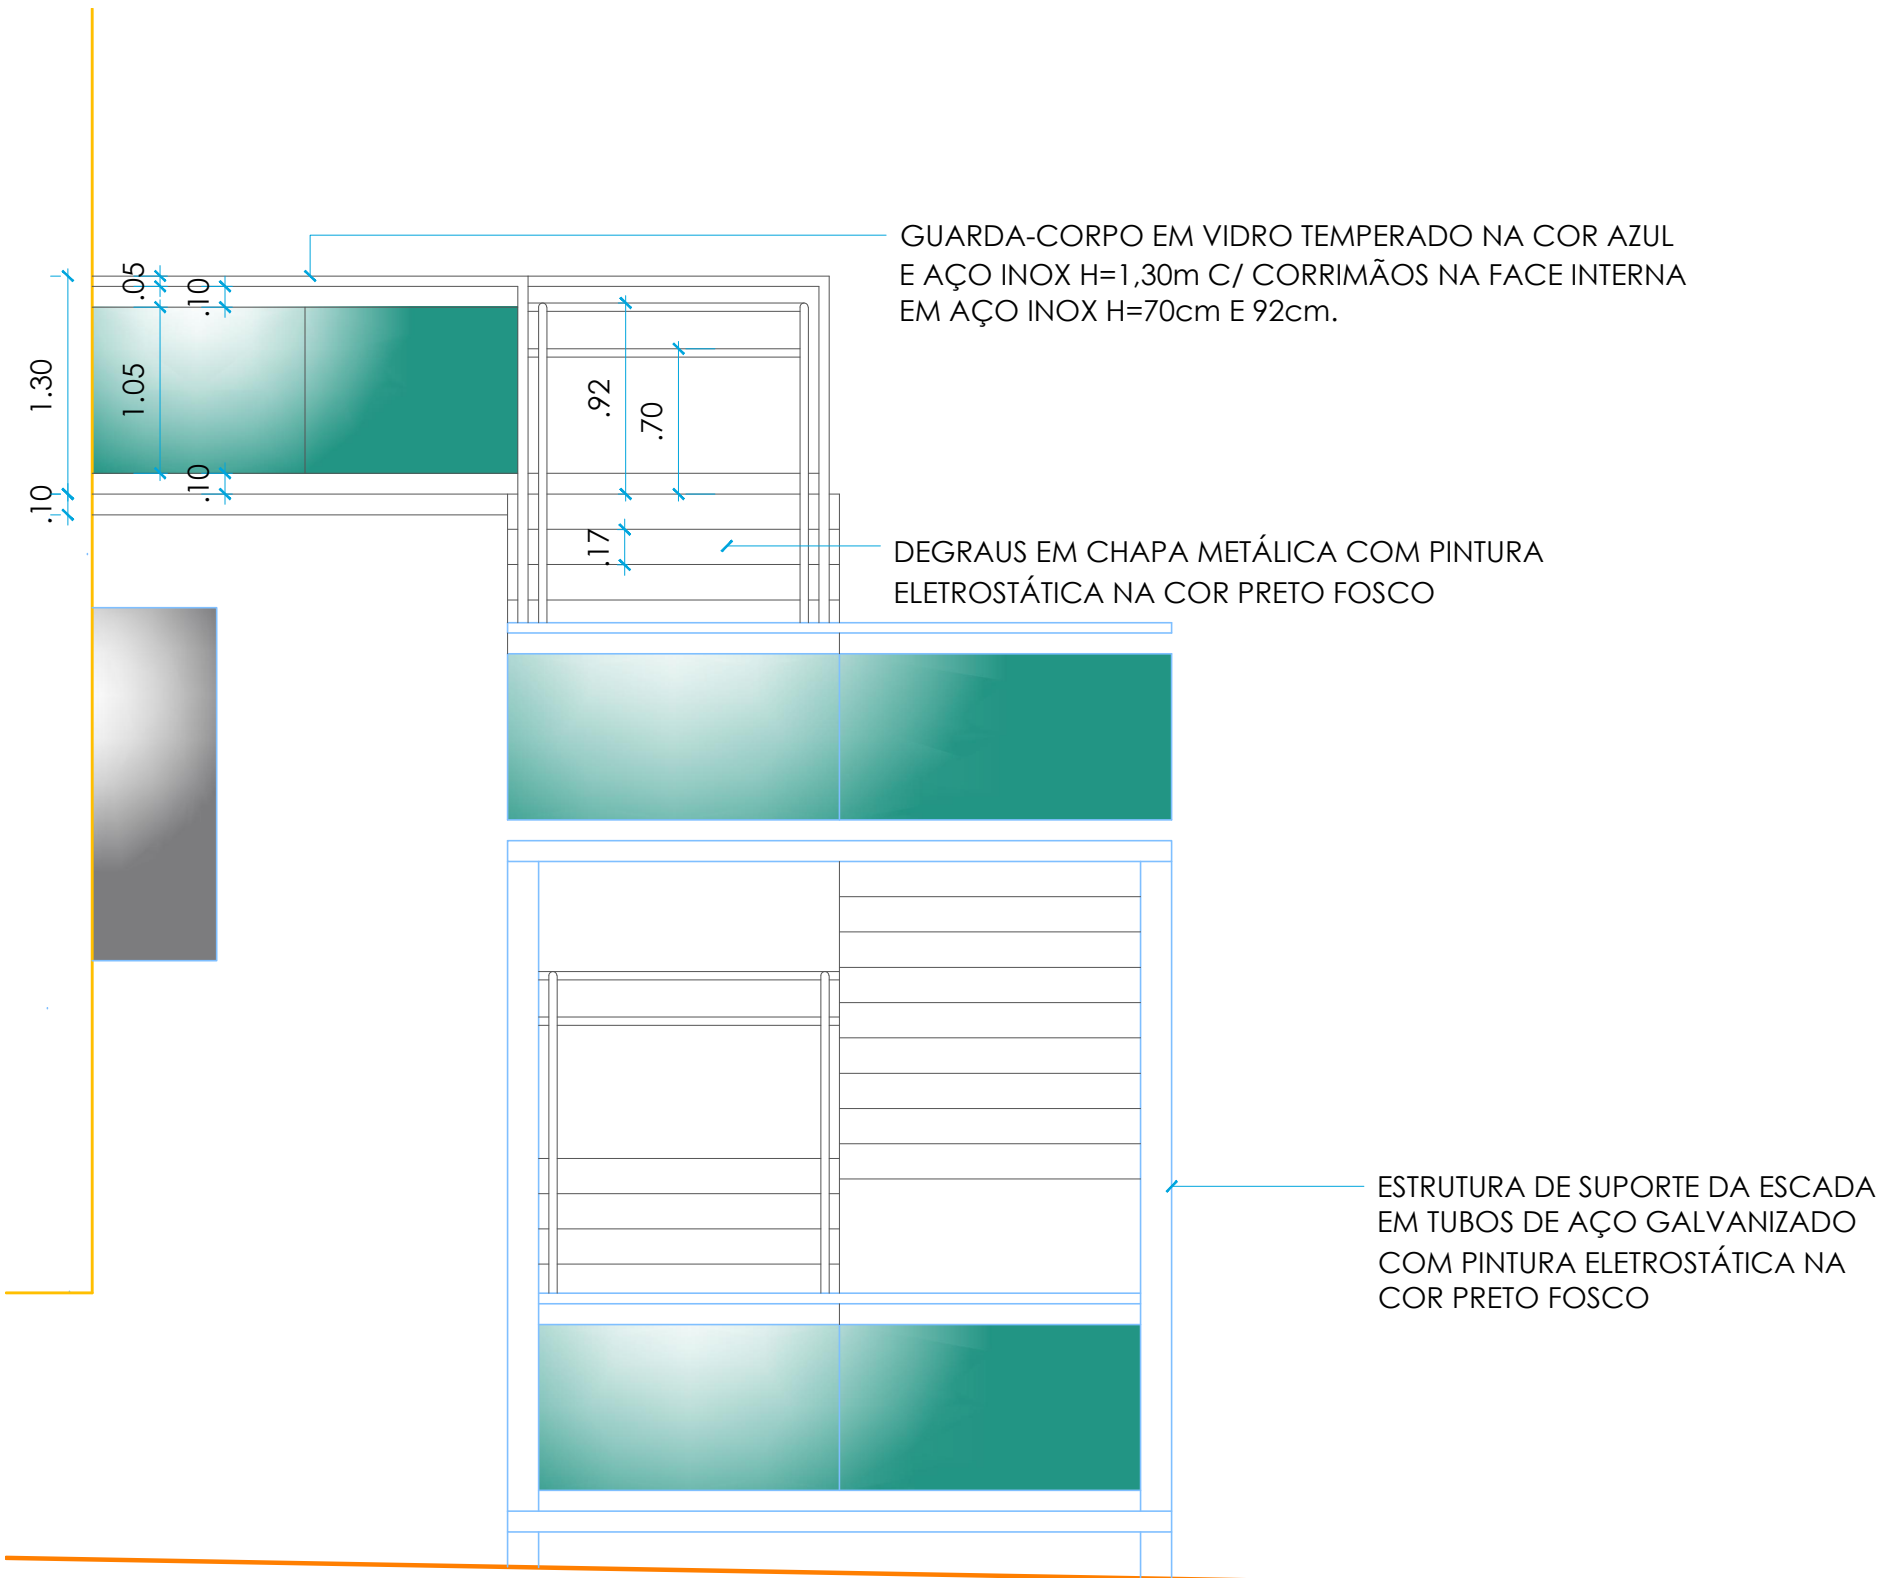 GUARDA-CORPO EM VIDRO TEMPERADO NA COR AZUL
E AÇO INOX H=1,30m C/ CORRIMÃOS NA FACE INTERNA
EM AÇO INOX H=70cm E 92cm.
.05
.10
1.30
1.05
.92
.70
.10
.10
.17
DEGRAUS EM CHAPA METÁLICA COM PINTURA
ELETROSTÁTICA NA COR PRETO FOSCO
ESTRUTURA DE SUPORTE DA ESCADA
EM TUBOS DE AÇO GALVANIZADO
COM PINTURA ELETROSTÁTICA NA
COR PRETO FOSCO